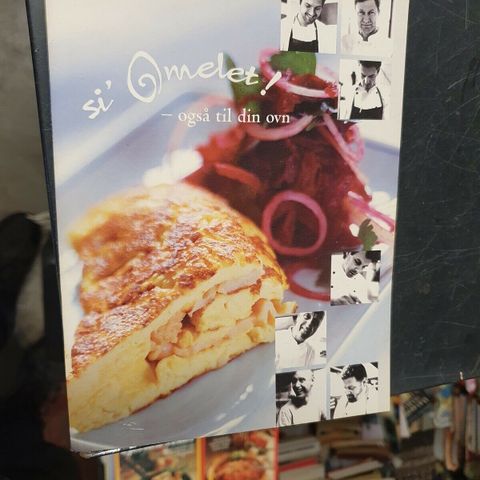 si' Omelet!
– også til din ovn